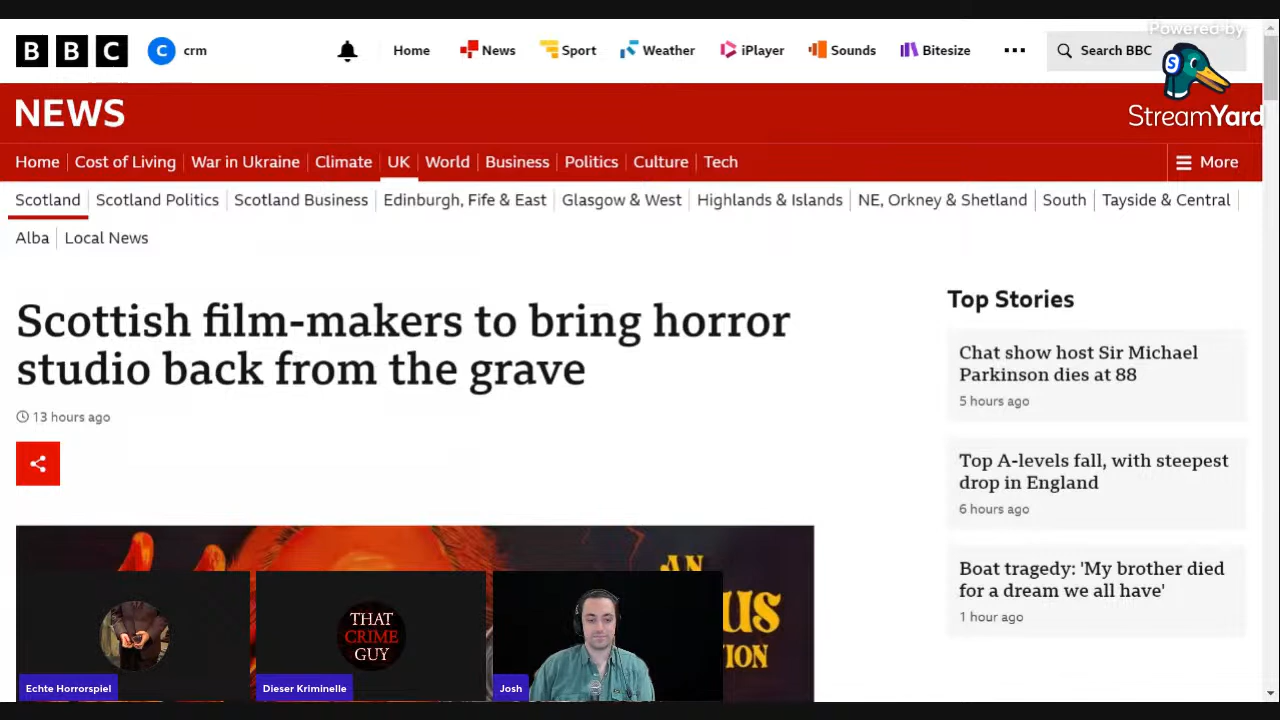 Powered by
BBC
C crm
Home
News
Sport
Weather
iPlayer
Sounds
Bitesize
Search BBC
S
StreamYard
NEWS
Home
Cost of Living
War in Ukraine
Climate
UK
World
Business
Politics
Culture
Tech
More
Scotland
Scotland Politics
Scotland Business
Edinburgh, Fife & East
Glasgow & West
Highlands & Islands
NE, Orkney & Shetland
South
Tayside & Central
Alba
Local News
Scottish film-makers to bring horror
studio back from the grave
13 hours ago
Top Stories
Chat show host Sir Michael
Parkinson dies at 88
5 hours ago
Top A-levels fall, with steepest
drop in England
6 hours ago
Boat tragedy: 'My brother died
for a dream we all have'
1 hour ago
AN
THAT
CRIME
GUY
Echte Horrorspiel
Dieser Kriminelle
Josh